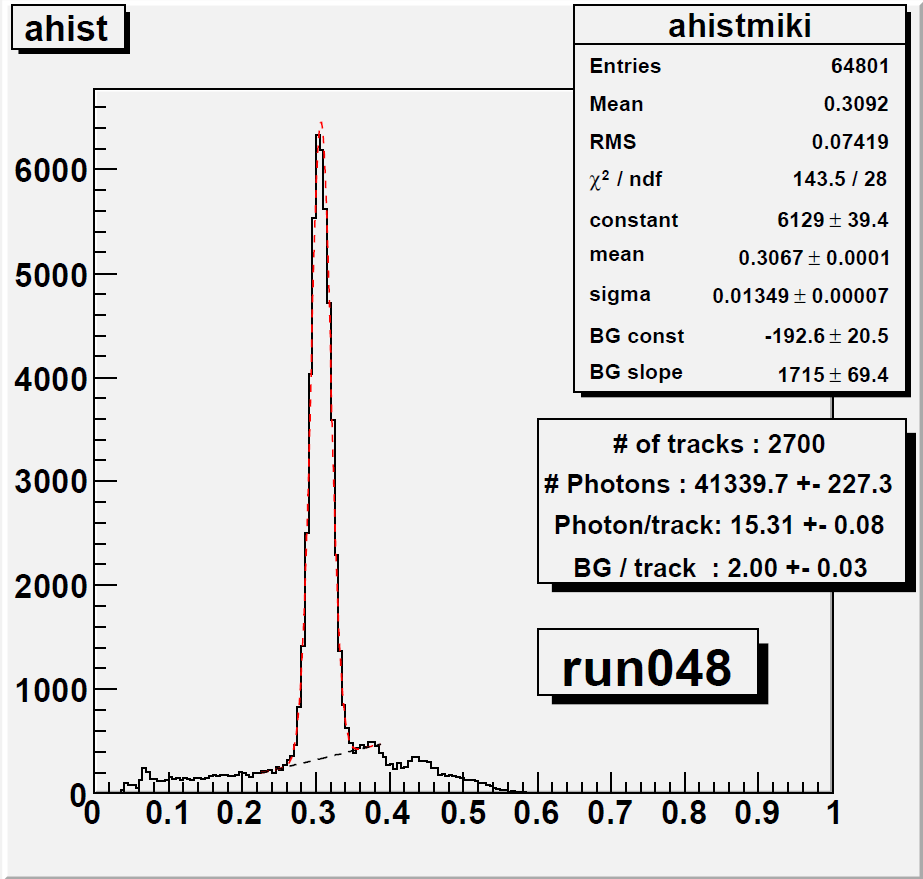 ahist
ahistmiki
Entries 64801
Mean 0.3092
RMS 0.07419
χ² / ndf 143.5 / 28
constant 6129 ± 39.4
mean 0.3067 ± 0.0001
sigma 0.01349 ± 0.00007
BG const -192.6 ± 20.5
BG slope 1715 ± 69.4
# of tracks : 2700
# Photons : 41339.7 +- 227.3
Photon/track: 15.31 +- 0.08
BG / track : 2.00 +- 0.03
run048
6000
5000
4000
3000
2000
1000
0
0 0.1 0.2 0.3 0.4 0.5 0.6 0.7 0.8 0.9 1